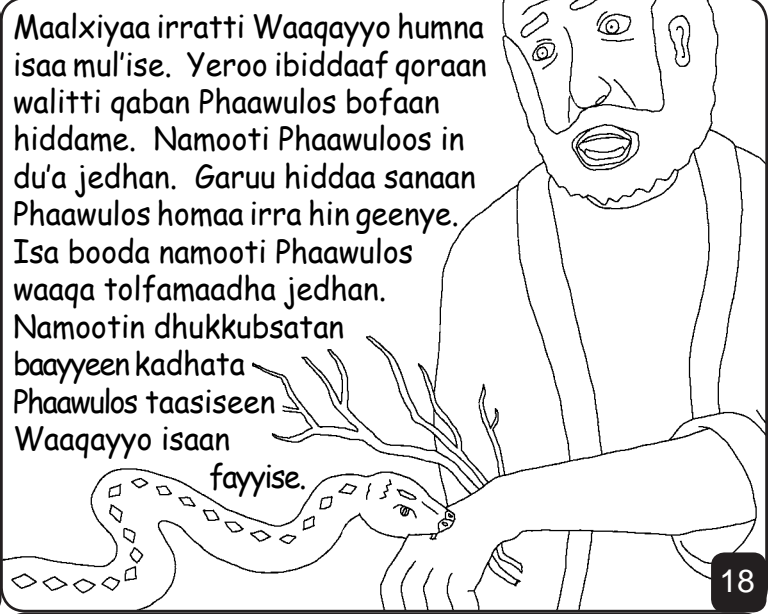 Maalxiyaa irratti Waaqayyo humna
isaa mul'ise. Yeroo ibiddaaf qoraan
walitti qaban Phaawulos bofaan
hiddame. Namooti Phaawuloos in
du'a jedhan. Garuu hiddaa sanaan
Phaawulos homaa irra hin geenye.
Isa booda namooti Phaawulos
waaqa tolfamaadha jedhan.
Namootin dhukkubsatan
baayyeen kadhata
Phaawulos taasiseen
Waaqayyo isaan
fayyise.
18